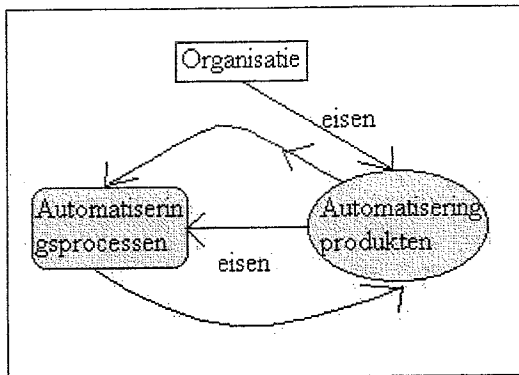 Organisatie
eisen
Automatiserin
gsprocessen
Automatisering
produkten
eisen